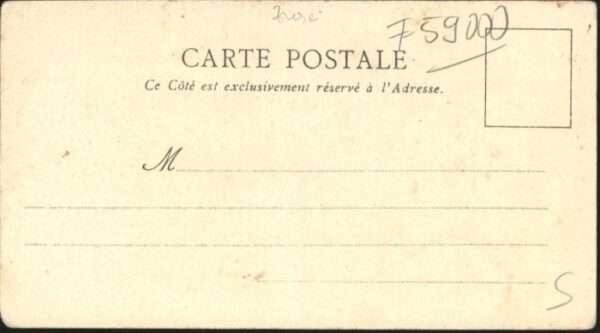 F59000
CARTE POSTALE
Ce Côté est exclusivement réservé à l'Adresse.
M
S